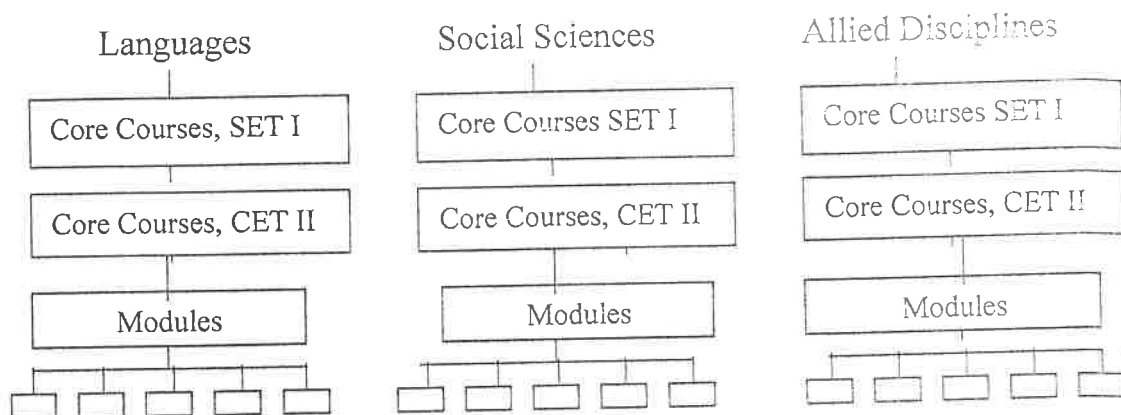 Languages
Core Courses, SET I
Core Courses, CET II
Modules
Social Sciences
Core Courses SET I
Core Courses, CET II
Modules
Allied Disciplines
Core Courses SET I
Core Courses, CET II
Modules